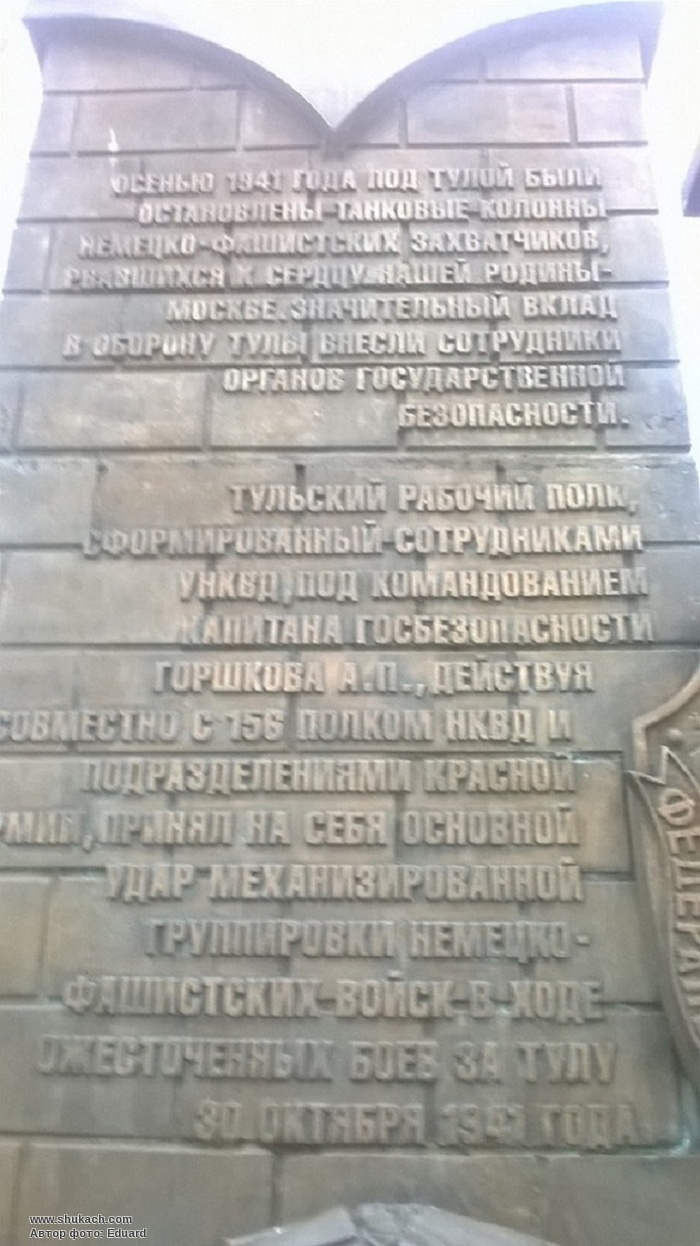 ОСЕНЬЮ 1941 ГОДА ПОД ТУЛОЙ БЫЛИ
ОСТАНОВЛЕНЫ ТАНКОВЫЕ КОЛОННЫ
НЕМЕЦКО-ФАШИСТСКИХ ЗАХВАТЧИКОВ,
РВАВШИХСЯ К СЕРДЦУ НАШЕЙ РОДИНЫ-
МОСКВЕ. ЗНАЧИТЕЛЬНЫЙ ВКЛАД
В ОБОРОНУ ТУЛЫ ВНЕСЛИ СОТРУДНИКИ
ОРГАНОВ ГОСУДАРСТВЕННОЙ
БЕЗОПАСНОСТИ.
ТУЛЬСКИЙ РАБОЧИЙ ПОЛК,
СФОРМИРОВАННЫЙ СОТРУДНИКАМИ
УНКВД ПОД КОМАНДОВАНИЕМ
КАПИТАНА ГОСБЕЗОПАСНОСТИ
ГОРШКОВА А.П., ДЕЙСТВУЯ
СОВМЕСТНО С 156 ПОЛКОМ НКВД И
ПОДРАЗДЕЛЕНИЯМИ КРАСНОЙ
РМИИ, ПРИНЯЛ НА СЕБЯ ОСНОВНОЙ
УДАР МЕХАНИЗИРОВАННОЙ
ГРУППИРОВКИ НЕМЕЦКО-
ФАШИСТСКИХ ВОЙСК В ХОДЕ
ОЖЕСТОЧЕННЫХ БОЕВ ЗА ТУЛУ
30 ОКТЯБРЯ 1941 ГОДА.
ФЕДЕРАЦ
www.shukach.com
Автор фото: Eduard